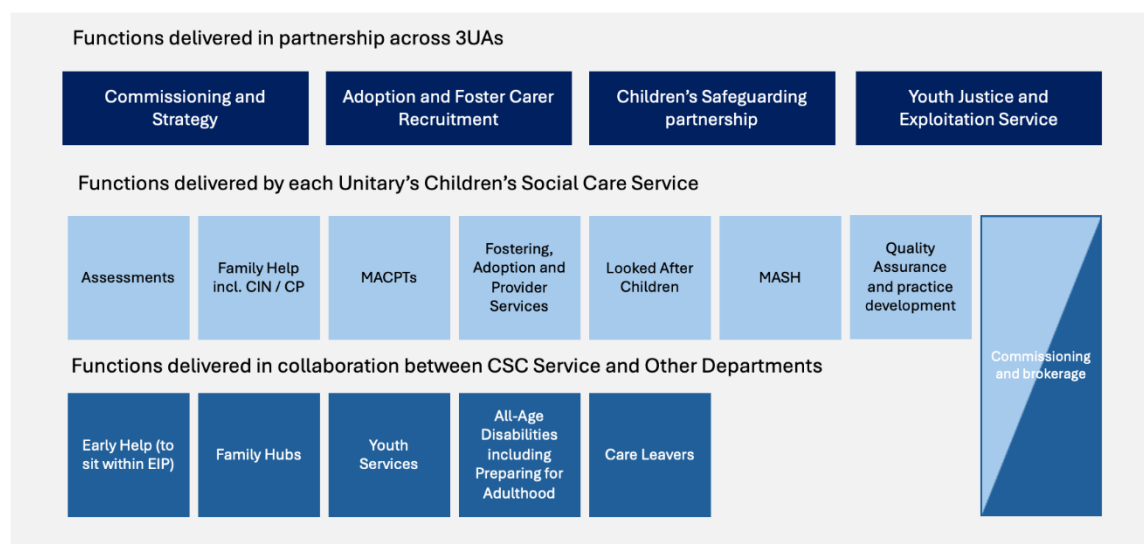 Functions delivered in partnership across 3UAs
Commissioning and
Strategy
Adoption and Foster Carer
Recruitment
Children’s Safeguarding
partnership
Youth Justice and
Exploitation Service
Functions delivered by each Unitary’s Children’s Social Care Service
Assessments
Family Help
incl. CIN / CP
MACPTs
Fostering,
Adoption and
Provider
Services
Looked After
Children
MASH
Quality
Assurance
and practice
development
Commissioning
and brokerage
Functions delivered in collaboration between CSC Service and Other Departments
Early Help (to
sit within EIP)
Family Hubs
Youth
Services
All-Age
Disabilities
including
Preparing for
Adulthood
Care Leavers